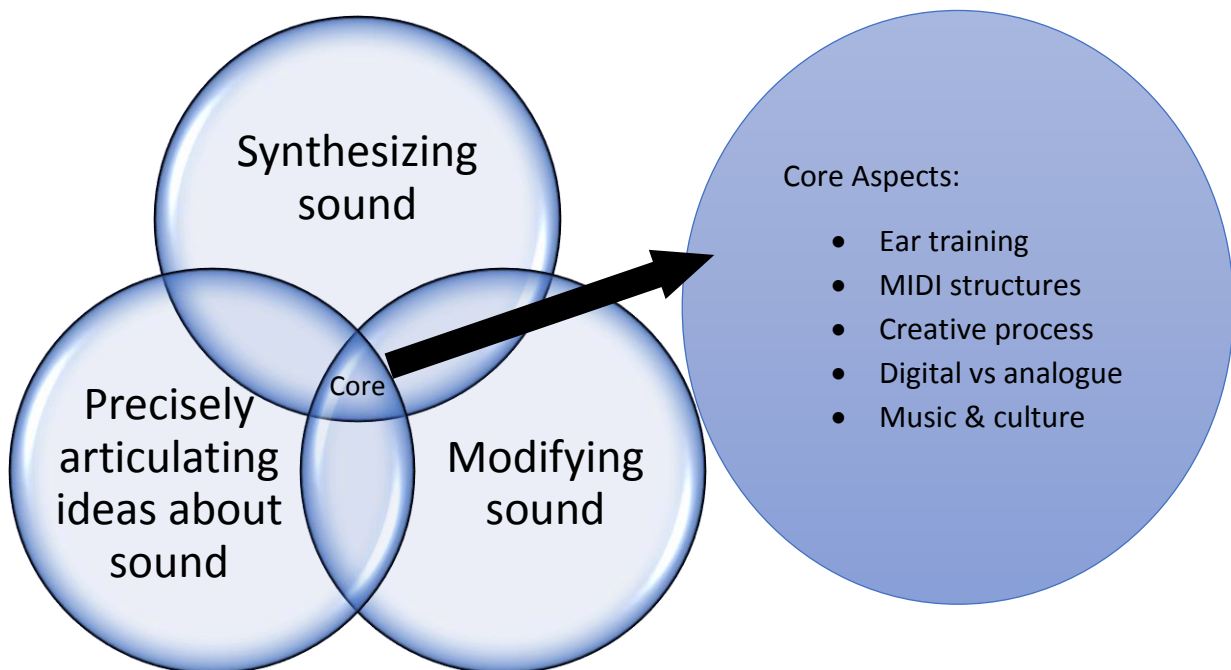 Synthesizing
sound
Precisely
articulating
ideas about
sound
Core
Modifying
sound
Core Aspects:
• Ear training
• MIDI structures
• Creative process
• Digital vs analogue
• Music & culture